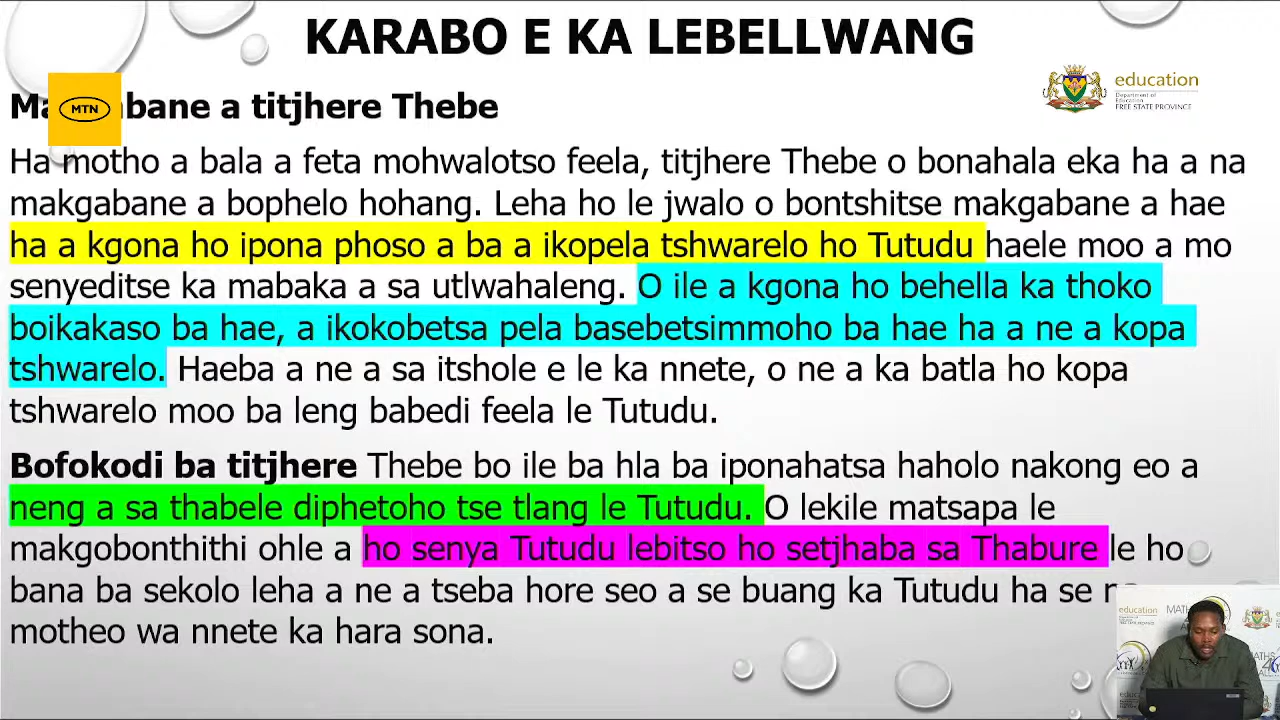 KARABO E KA LEBELLWANG
MTN
education
Department of
Education
FREE STATE PROVINCE
a titjhere Thebe
Ha motho a bala a feta mohwalotso feela, titjhere Thebe o bonahala eka ha a na
makgabane a bophelo hohang. Leha ho le jwalo o bontshitse makgabane a hae
ha a kgona ho ipona phoso a ba a ikopela tshwarelo ho Tutudu haele moo a mo
senyeditse ka mabaka a sa utlwahaleng. O ile a kgona ho behella ka thoko
boikakaso ba hae, a ikokobetsa pela basebetsimmoho ba hae ha a ne a kopa
tshwarelo. Haeba a ne a sa itshole e le ka nnete, o ne a ka batla ho kopa
tshwarelo moo ba leng babedi feela le Tutudu.
Bofokodi ba titjhere Thebe bo ile ba hla ba iponahatsa haholo nakong eo a
neng a sa thabele diphetoho tse tlang le Tutudu. O lekile matsapa le
makgobonthithi ohle a ho senya Tutudu lebitso ho setjhaba sa Thabure le ho
bana ba sekolo leha a ne a tseba hore seo a se buang ka Tutudu ha se
motheo wa nnete ka hara sona.
education